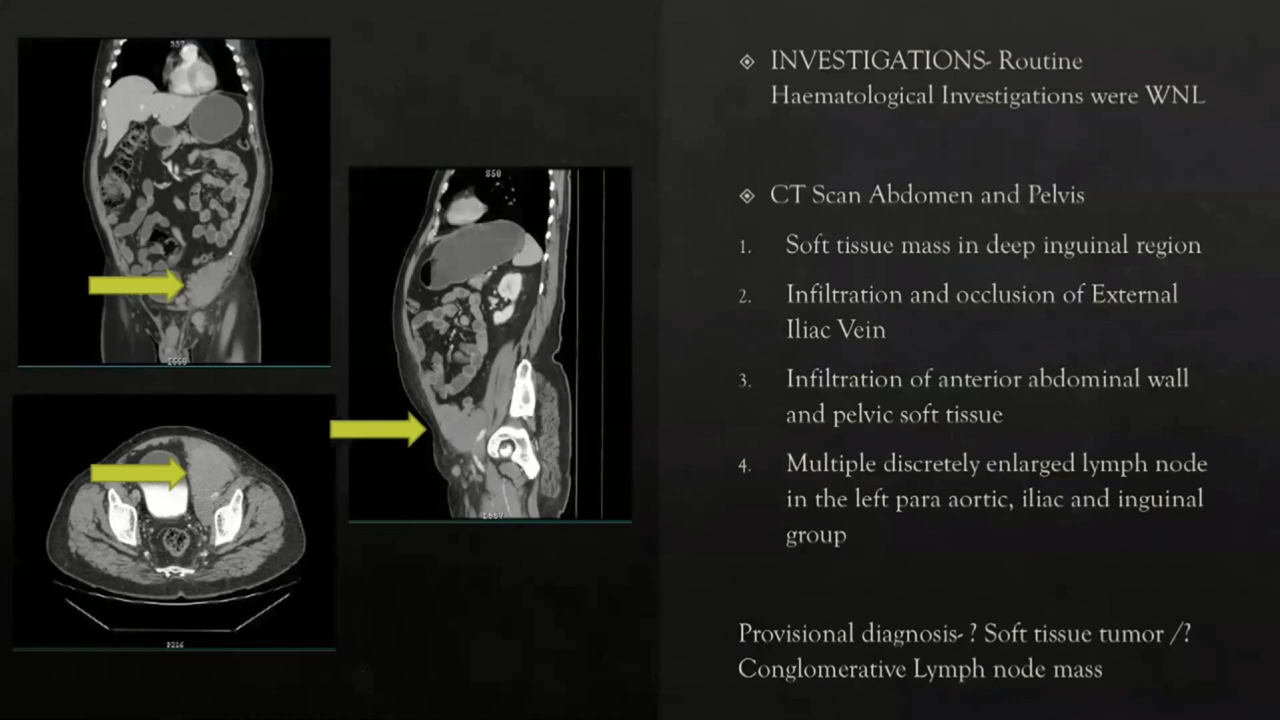 INVESTIGATIONS- Routine
Haematological Investigations were WNL
CT Scan Abdomen and Pelvis
1. Soft tissue mass in deep inguinal region
2. Infiltration and occlusion of External
Iliac Vein
3. Infiltration of anterior abdominal wall
and pelvic soft tissue
4. Multiple discretely enlarged lymph node
in the left para aortic, iliac and inguinal
group
Provisional diagnosis- ? Soft tissue tumor /?
Conglomerative Lymph node mass